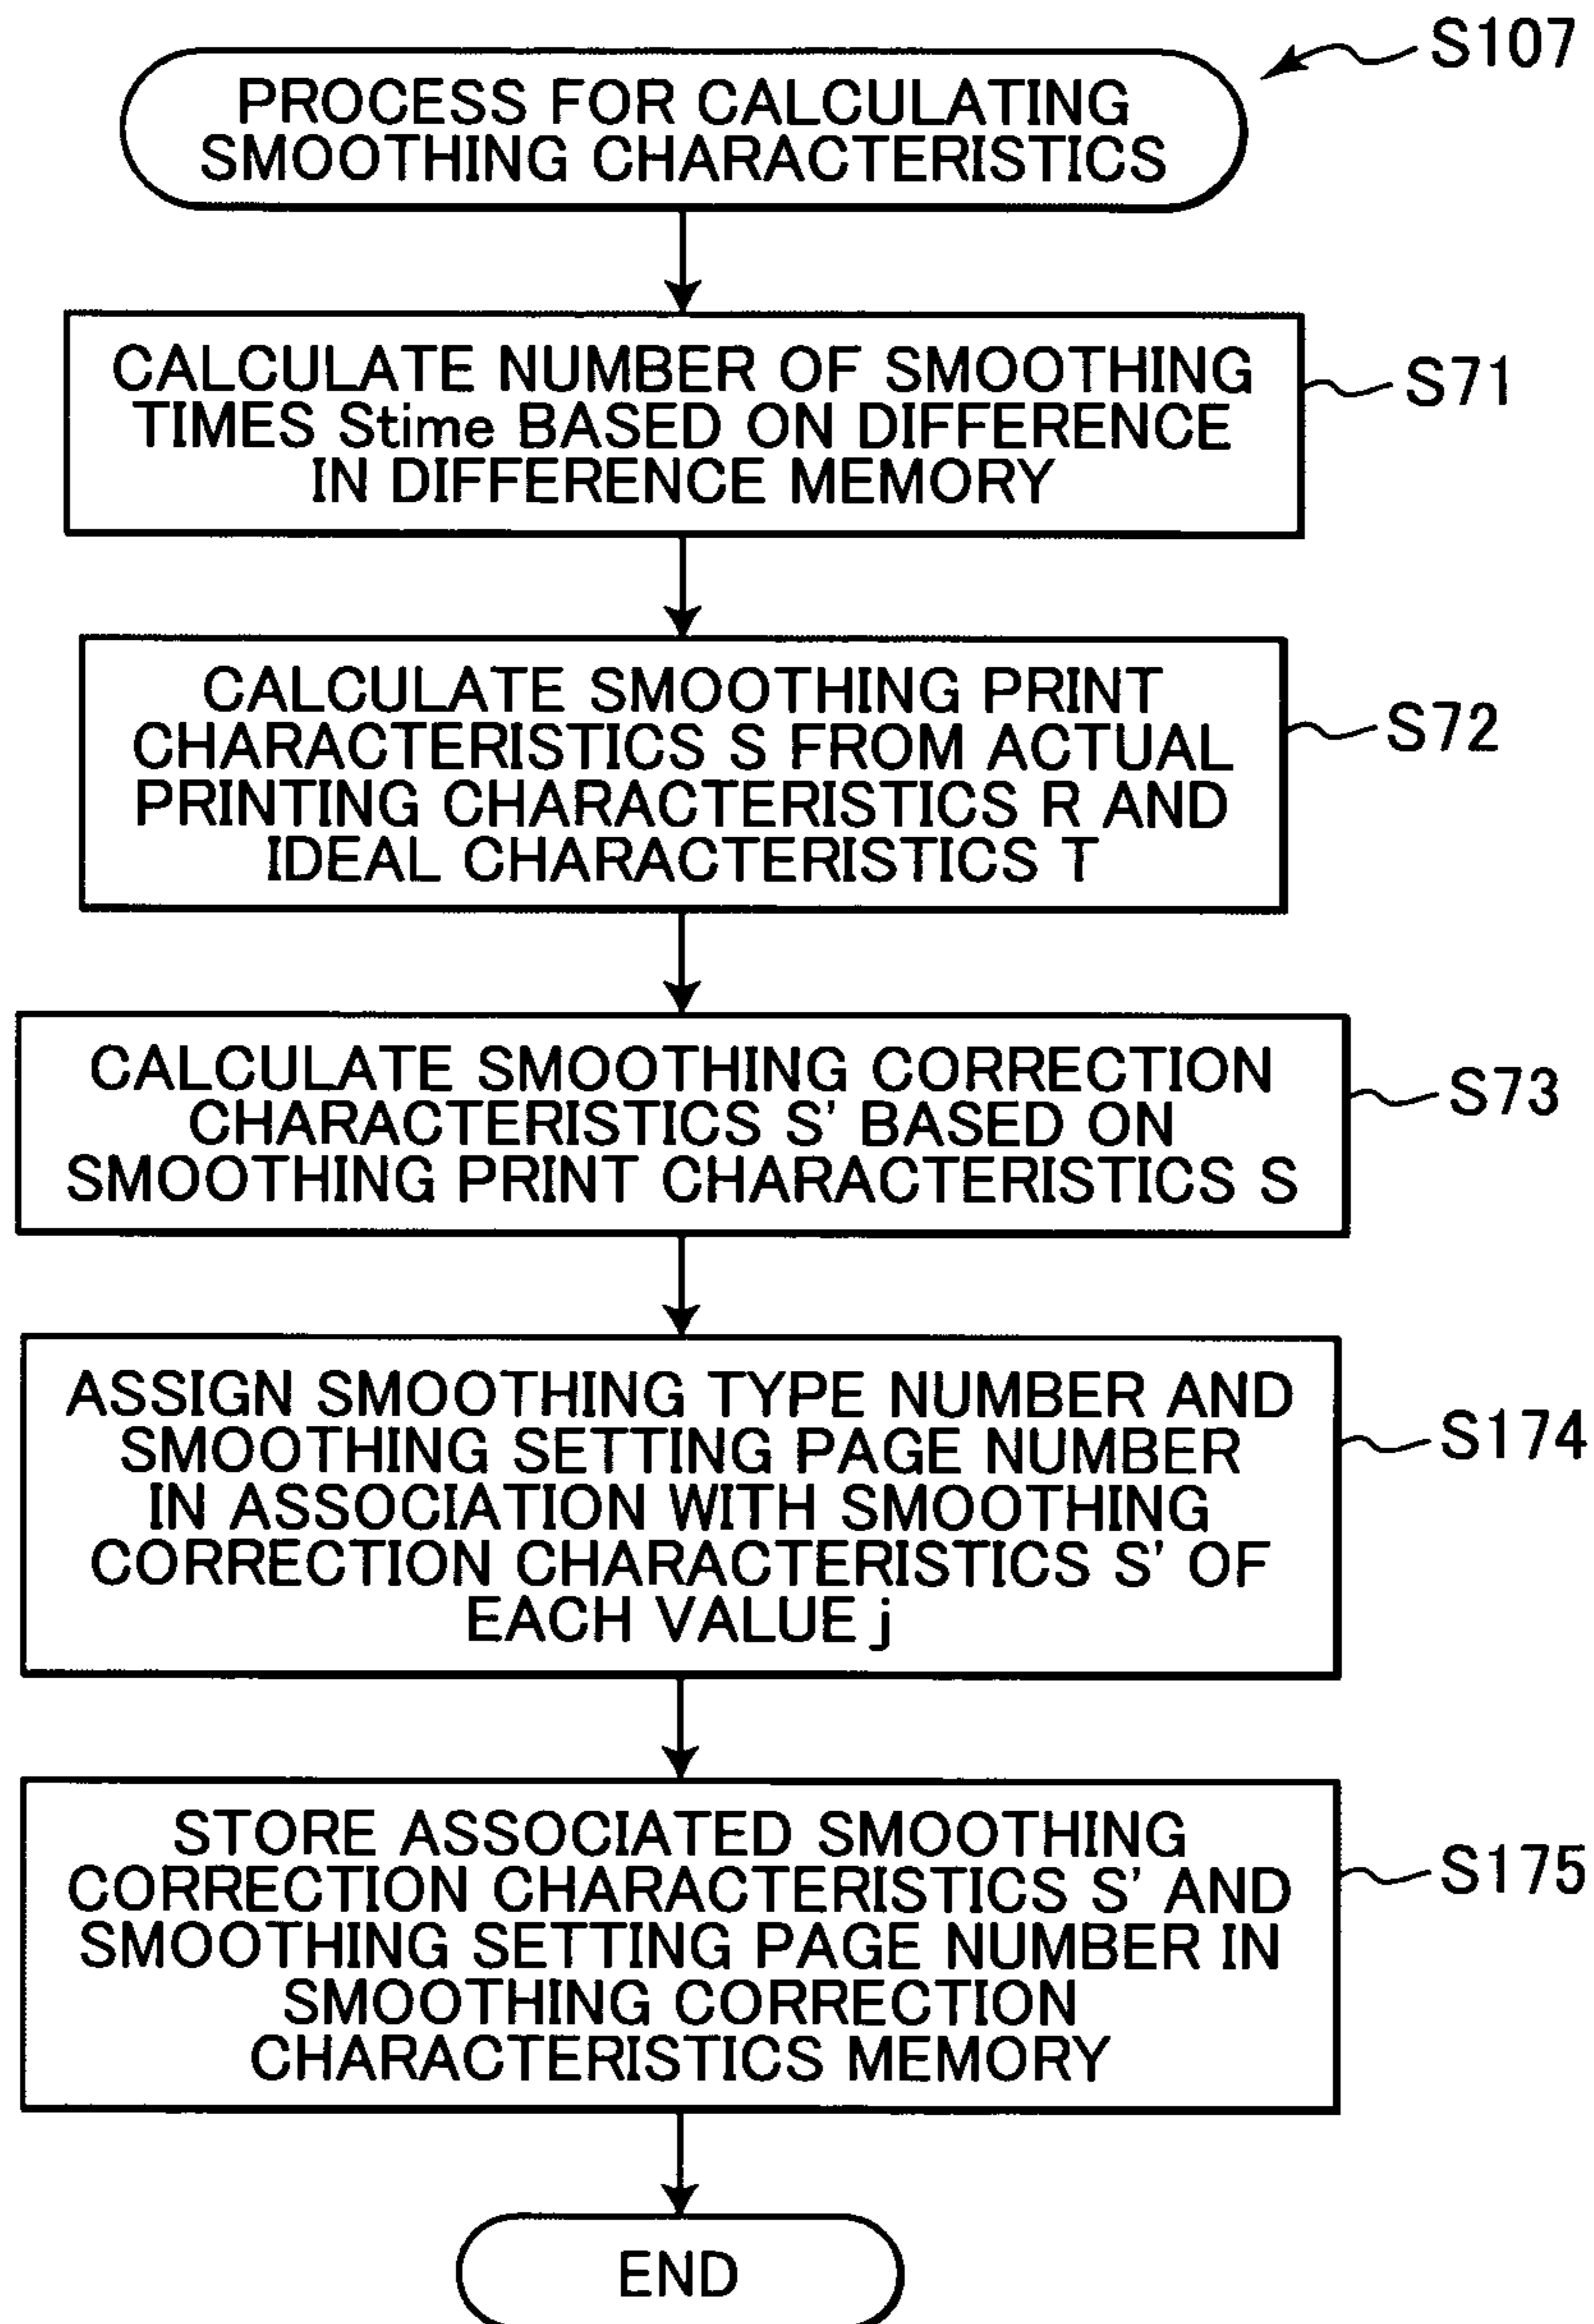 S107
PROCESS FOR CALCULATING
SMOOTHING CHARACTERISTICS
CALCULATE NUMBER OF SMOOTHING
TIMES Stime BASED ON DIFFERENCE
IN DIFFERENCE MEMORY
S71
CALCULATE SMOOTHING PRINT
CHARACTERISTICS S FROM ACTUAL
PRINTING CHARACTERISTICS R AND
IDEAL CHARACTERISTICS T
S72
CALCULATE SMOOTHING CORRECTION
CHARACTERISTICS S' BASED ON
SMOOTHING PRINT CHARACTERISTICS S
S73
ASSIGN SMOOTHING TYPE NUMBER AND
SMOOTHING SETTING PAGE NUMBER
IN ASSOCIATION WITH SMOOTHING
CORRECTION CHARACTERISTICS S' OF
EACH VALUE j
S174
STORE ASSOCIATED SMOOTHING
CORRECTION CHARACTERISTICS S' AND
SMOOTHING SETTING PAGE NUMBER IN
SMOOTHING CORRECTION
CHARACTERISTICS MEMORY
S175
END